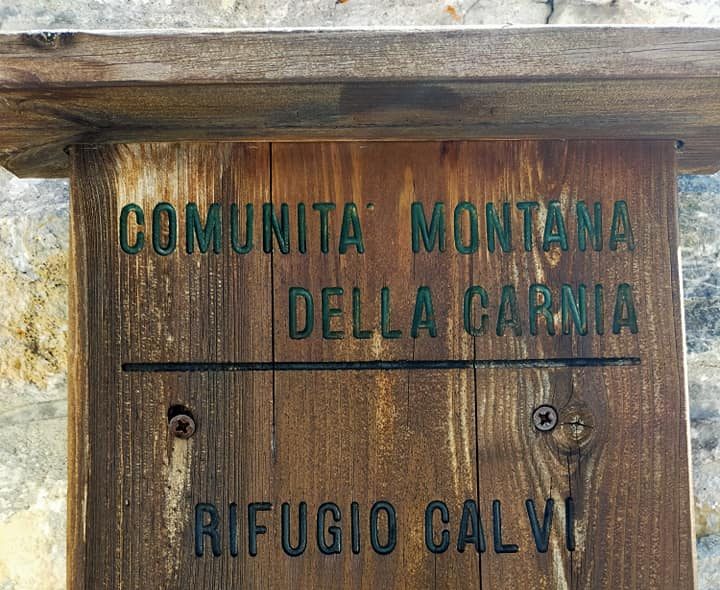 COMUNITA' MONTANA
DELLA CARNIA
RIFUGIO CALVI